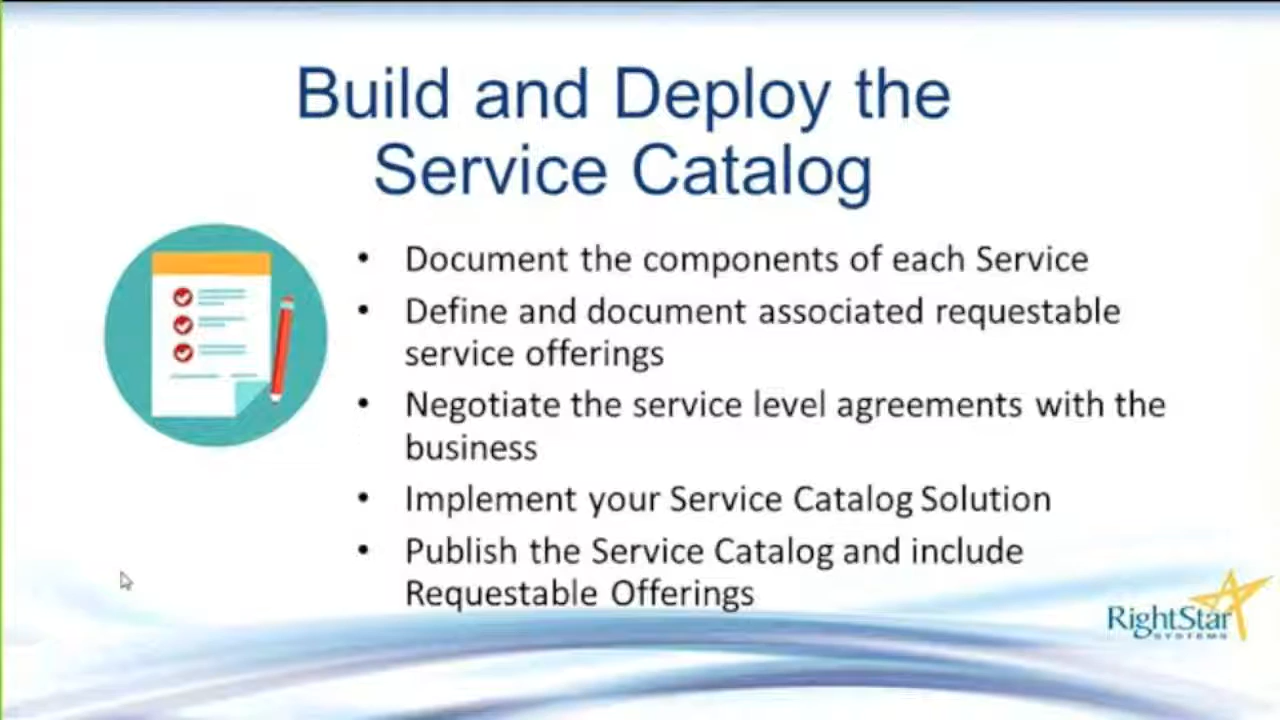 Build and Deploy the
Service Catalog
• Document the components of each Service
• Define and document associated requestable
service offerings
• Negotiate the service level agreements with the
business
• Implement your Service Catalog Solution
• Publish the Service Catalog and include
Requestable Offerings
RightStar
SYSTEMS